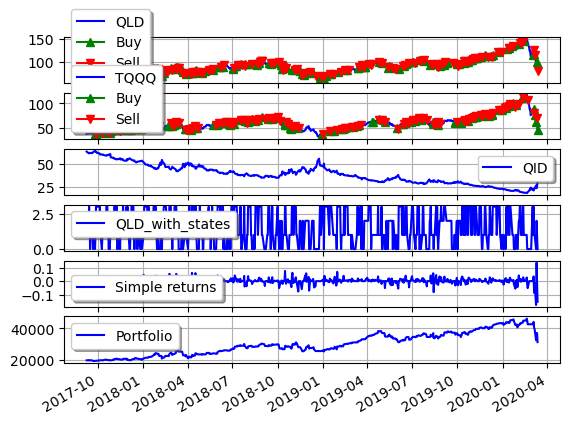 QLD
Buy
Sell
150
100
TQQQ
Buy
Sell
100
50
QID
50
25
QLD_with_states
2.5
0.0
Simple returns
0.1
0.0
−0.1
Portfolio
40000
20000
2017-10 2018-01 2018-04 2018-07 2018-10 2019-01 2019-04 2019-07 2019-10 2020-01 2020-04